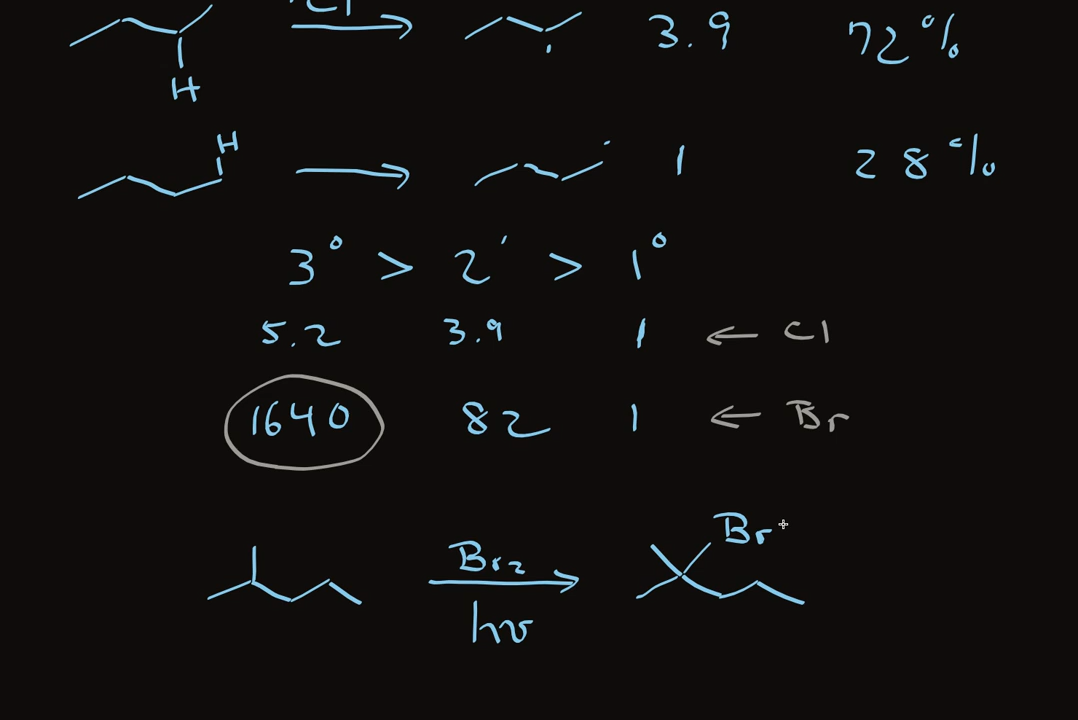 Cl 3.9 72%
H
H 1 28%
3° > 2' > 1°
5.2 3.9 1 ← Cl
1640 82 1 ← Br
Br
Br₂
hν